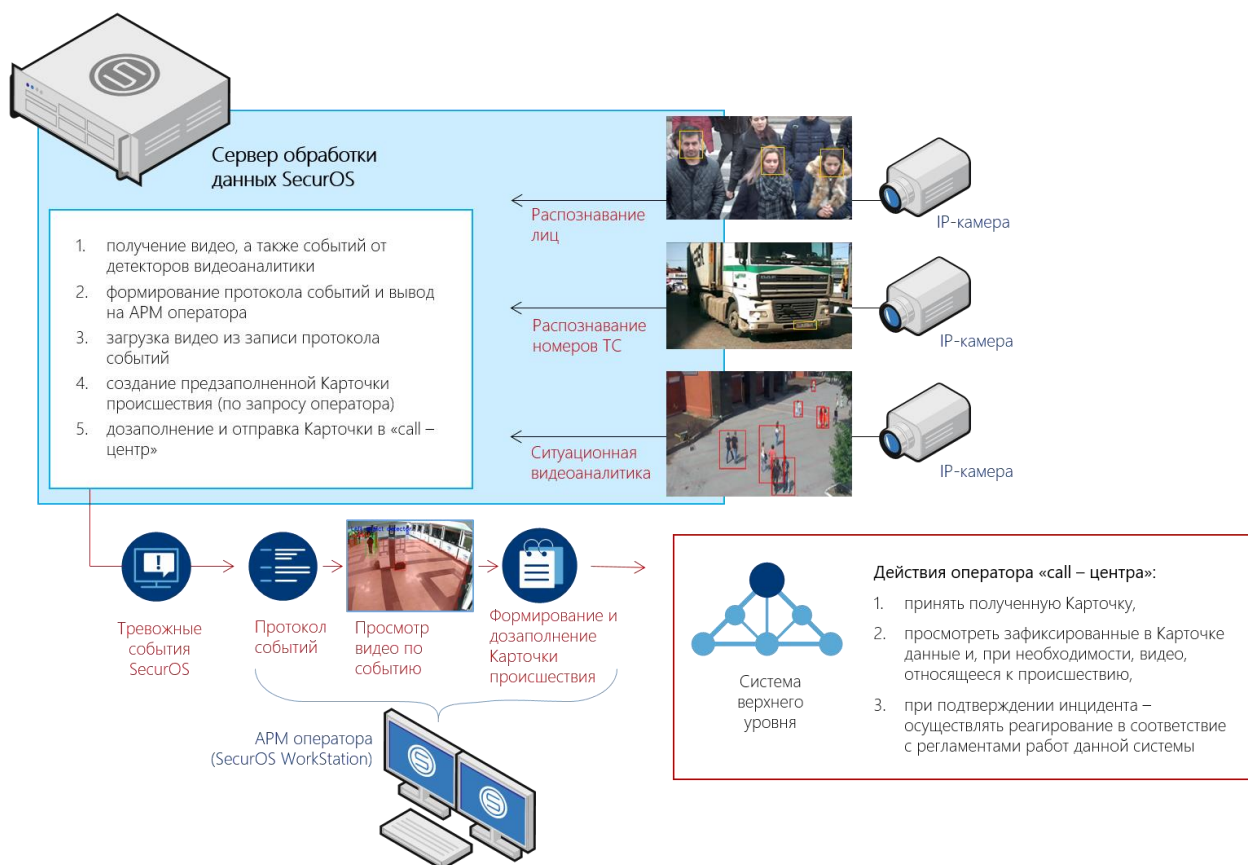 Сервер обработки
данных SecurOS
1. получение видео, а также событий от
детекторов видеоаналитики
2. формирование протокола событий и вывод
на АРМ оператора
3. загрузка видео из записи протокола
событий
4. создание предзаполненной Карточки
происшествия (по запросу оператора)
5. дозаполнение и отправка Карточки в «call –
центр»
Распознавание
лиц
IP-камера
Распознавание
номеров ТС
IP-камера
Ситуационная
видеоаналитика
IP-камера
Тревожные
события
SecurOS
Протокол
событий
Просмотр
видео по
событию
Формирование и
дозаполнение
Карточки
происшествия
АРМ оператора
(SecurOS WorkStation)
Система
верхнего
уровня
Действия оператора «call – центра»:
1. принять полученную Карточку,
2. просмотреть зафиксированные в Карточке
данные и, при необходимости, видео,
относящееся к происшествию,
3. при подтверждении инцидента –
осуществлять реагирование в соответствие
с регламентами работ данной системы